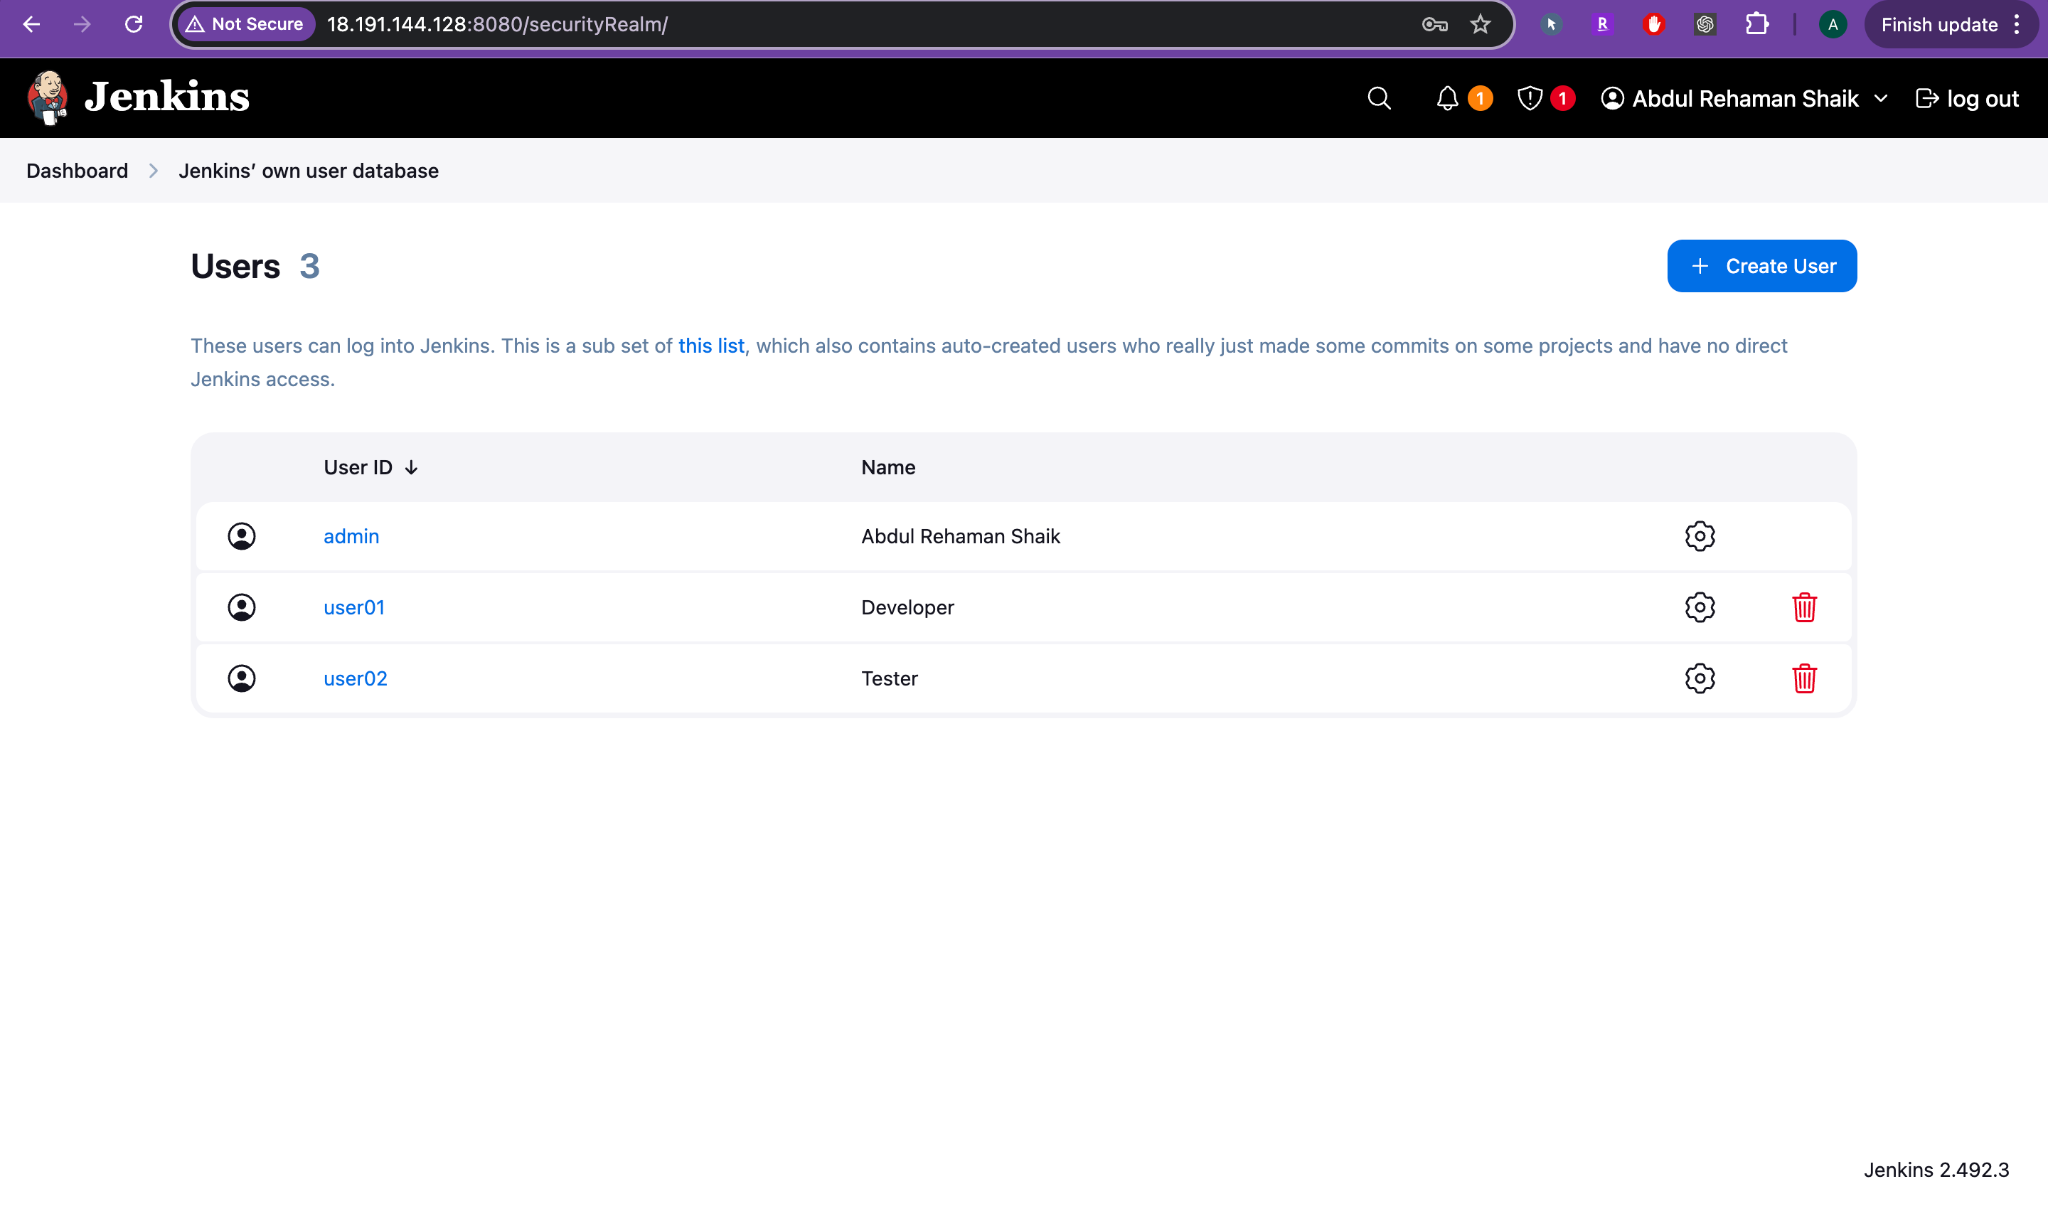 Not Secure 18.191.144.128:8080/securityRealm/ R A Finish update
Jenkins 1 1 Abdul Rehaman Shaik log out
Dashboard Jenkins’ own user database
Users 3 Create User
These users can log into Jenkins. This is a sub set of this list, which also contains auto-created users who really just made some commits on some projects and have no direct
Jenkins access.
User ID ↓ Name
admin Abdul Rehaman Shaik
user01 Developer
user02 Tester
Jenkins 2.492.3